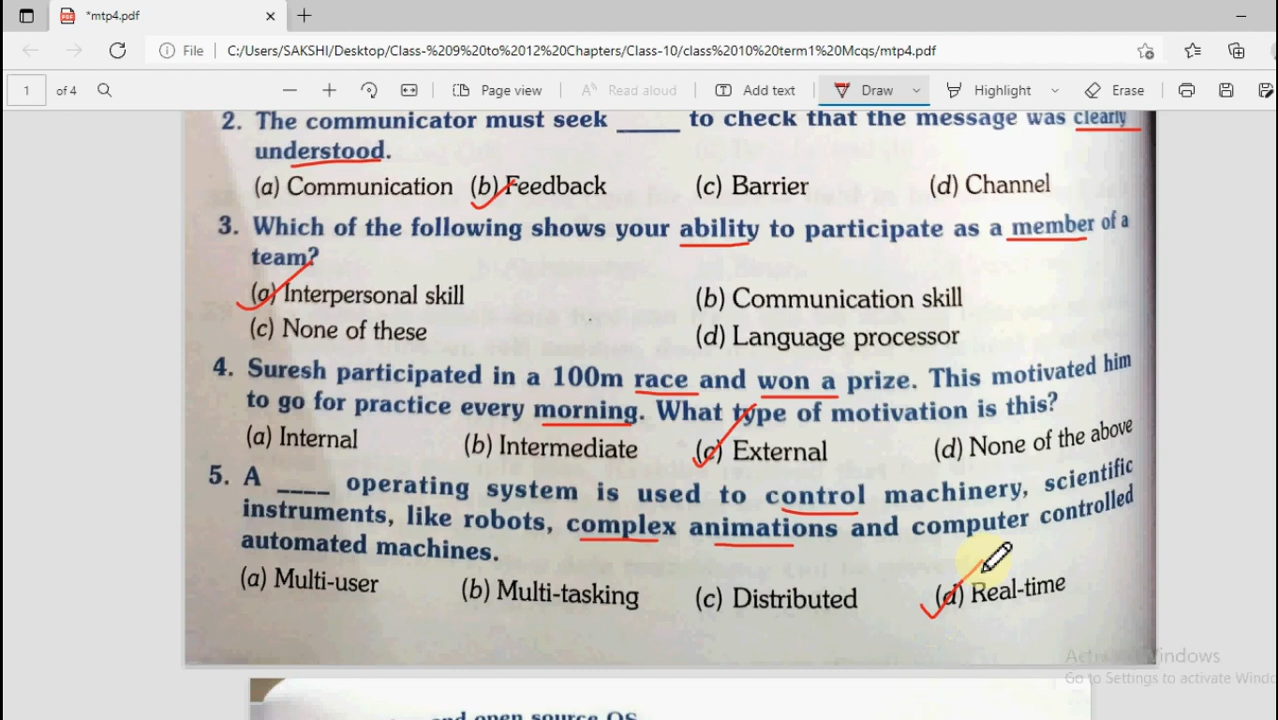 *mtp4.pdf
File C:/Users/SAKSHI/Desktop/Class-%209%20to%2012%20Chapters/Class-10/class%2010%20term1%20Mcqs/mtp4.pdf
1 of 4 Page view Read aloud Add text Draw Highlight Erase
2. The communicator must seek ____ to check that the message was clearly
understood.
(a) Communication (b) Feedback (c) Barrier (d) Channel
3. Which of the following shows your ability to participate as a member of a
team?
(a) Interpersonal skill (b) Communication skill
(c) None of these (d) Language processor
4. Suresh participated in a 100m race and won a prize. This motivated him
to go for practice every morning. What type of motivation is this?
(a) Internal (b) Intermediate (c) External (d) None of the above
5. A ____ operating system is used to control machinery, scientific
instruments, like robots, complex animations and computer controlled
automated machines.
(a) Multi-user (b) Multi-tasking (c) Distributed (d) Real-time
Activate Windows
Go to Settings to activate Windo
and open source OS